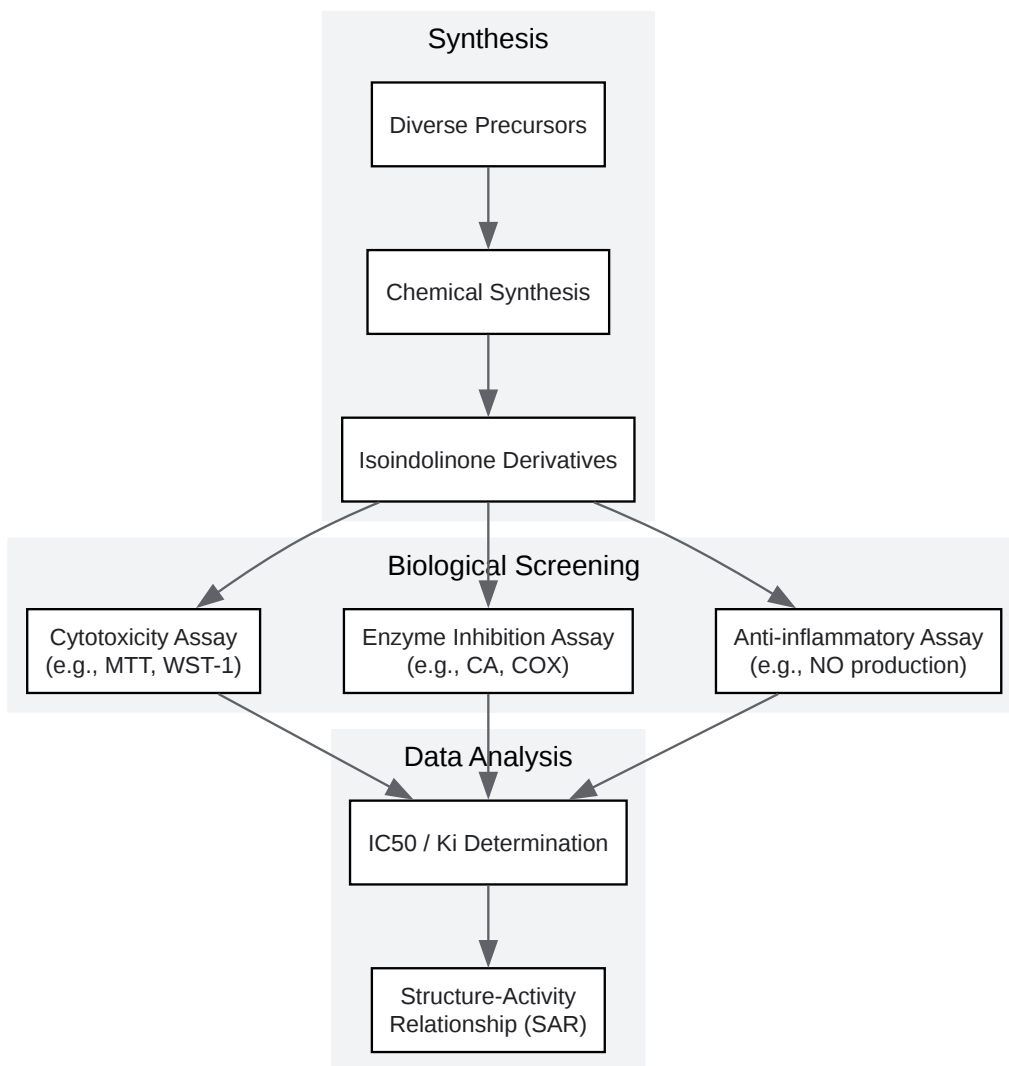 Synthesis
Diverse Precursors
Chemical Synthesis
Isoindolinone Derivatives
Biological Screening
Cytotoxicity Assay
(e.g., MTT, WST-1)
Enzyme Inhibition Assay
(e.g., CA, COX)
Anti-inflammatory Assay
(e.g., NO production)
Data Analysis
IC50 / Ki Determination
Structure-Activity
Relationship (SAR)